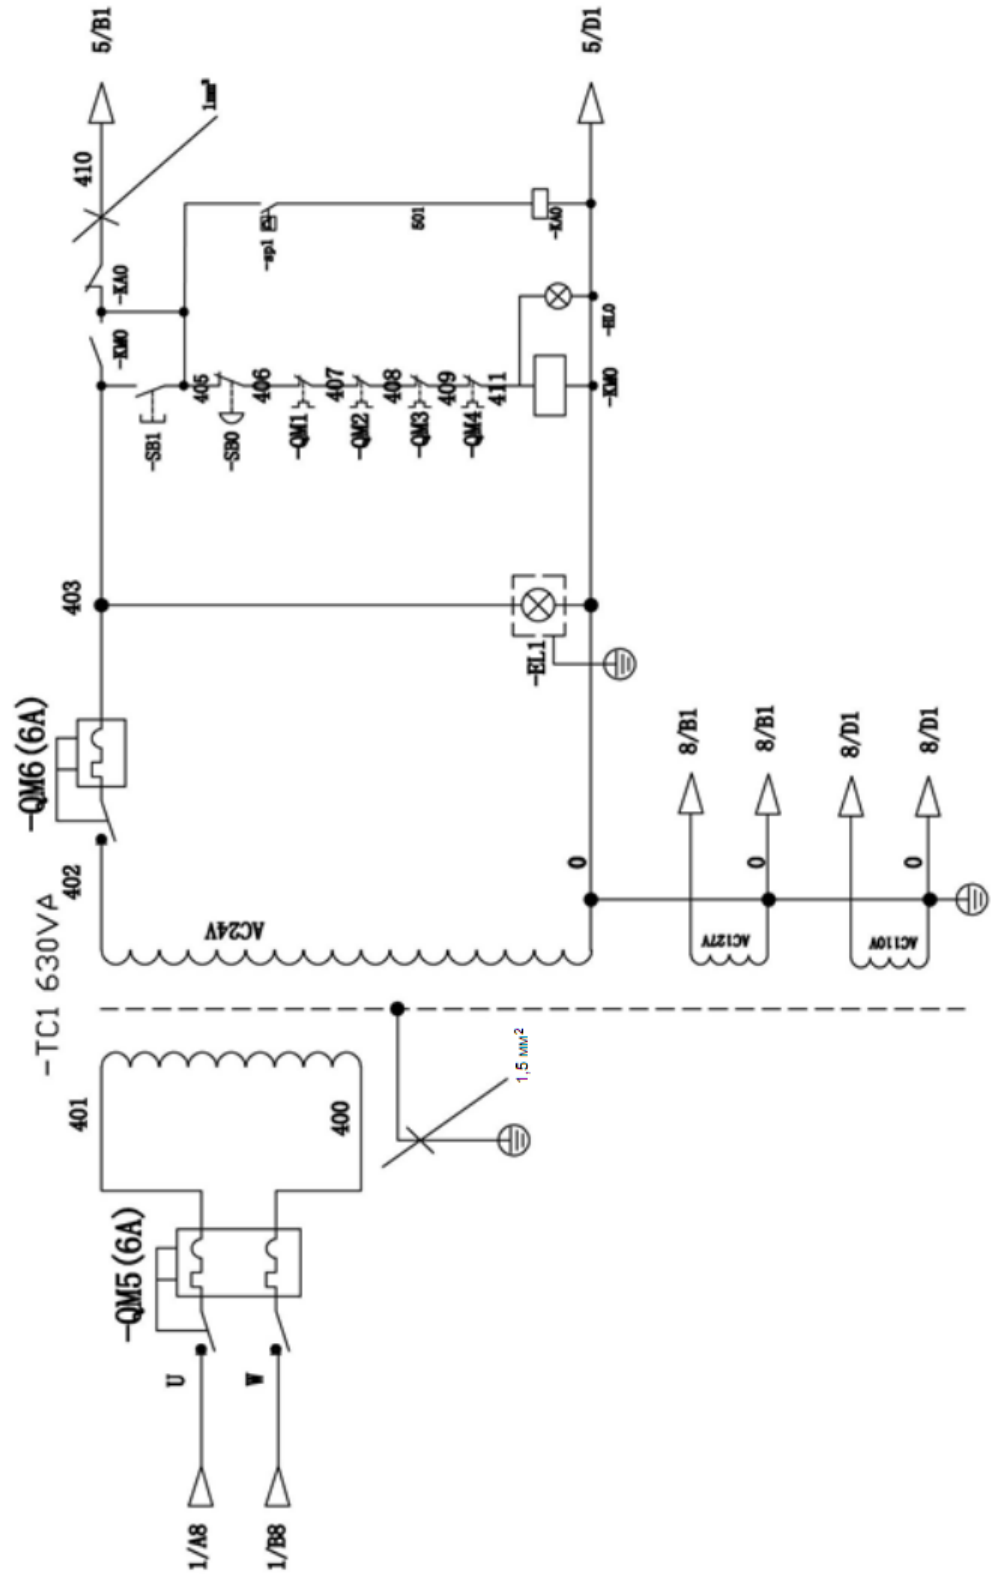 1/A8
1/B8
U
W
-QM5(6A)
401
400
-TC1 630VA
1,5 мм²
AC24V
AC127V
AC110V
402
0
0
0
-QM6(6A)
8/B1
8/B1
8/D1
8/D1
403
-EL1
-SB1
-SB0
-QM1
-QM2
-QM3
-QM4
405
406
407
408
409
411
-KM0
-KM0
-HL0
-KA0
-KA0
-sp1
501
410
1mm²
5/B1
5/D1